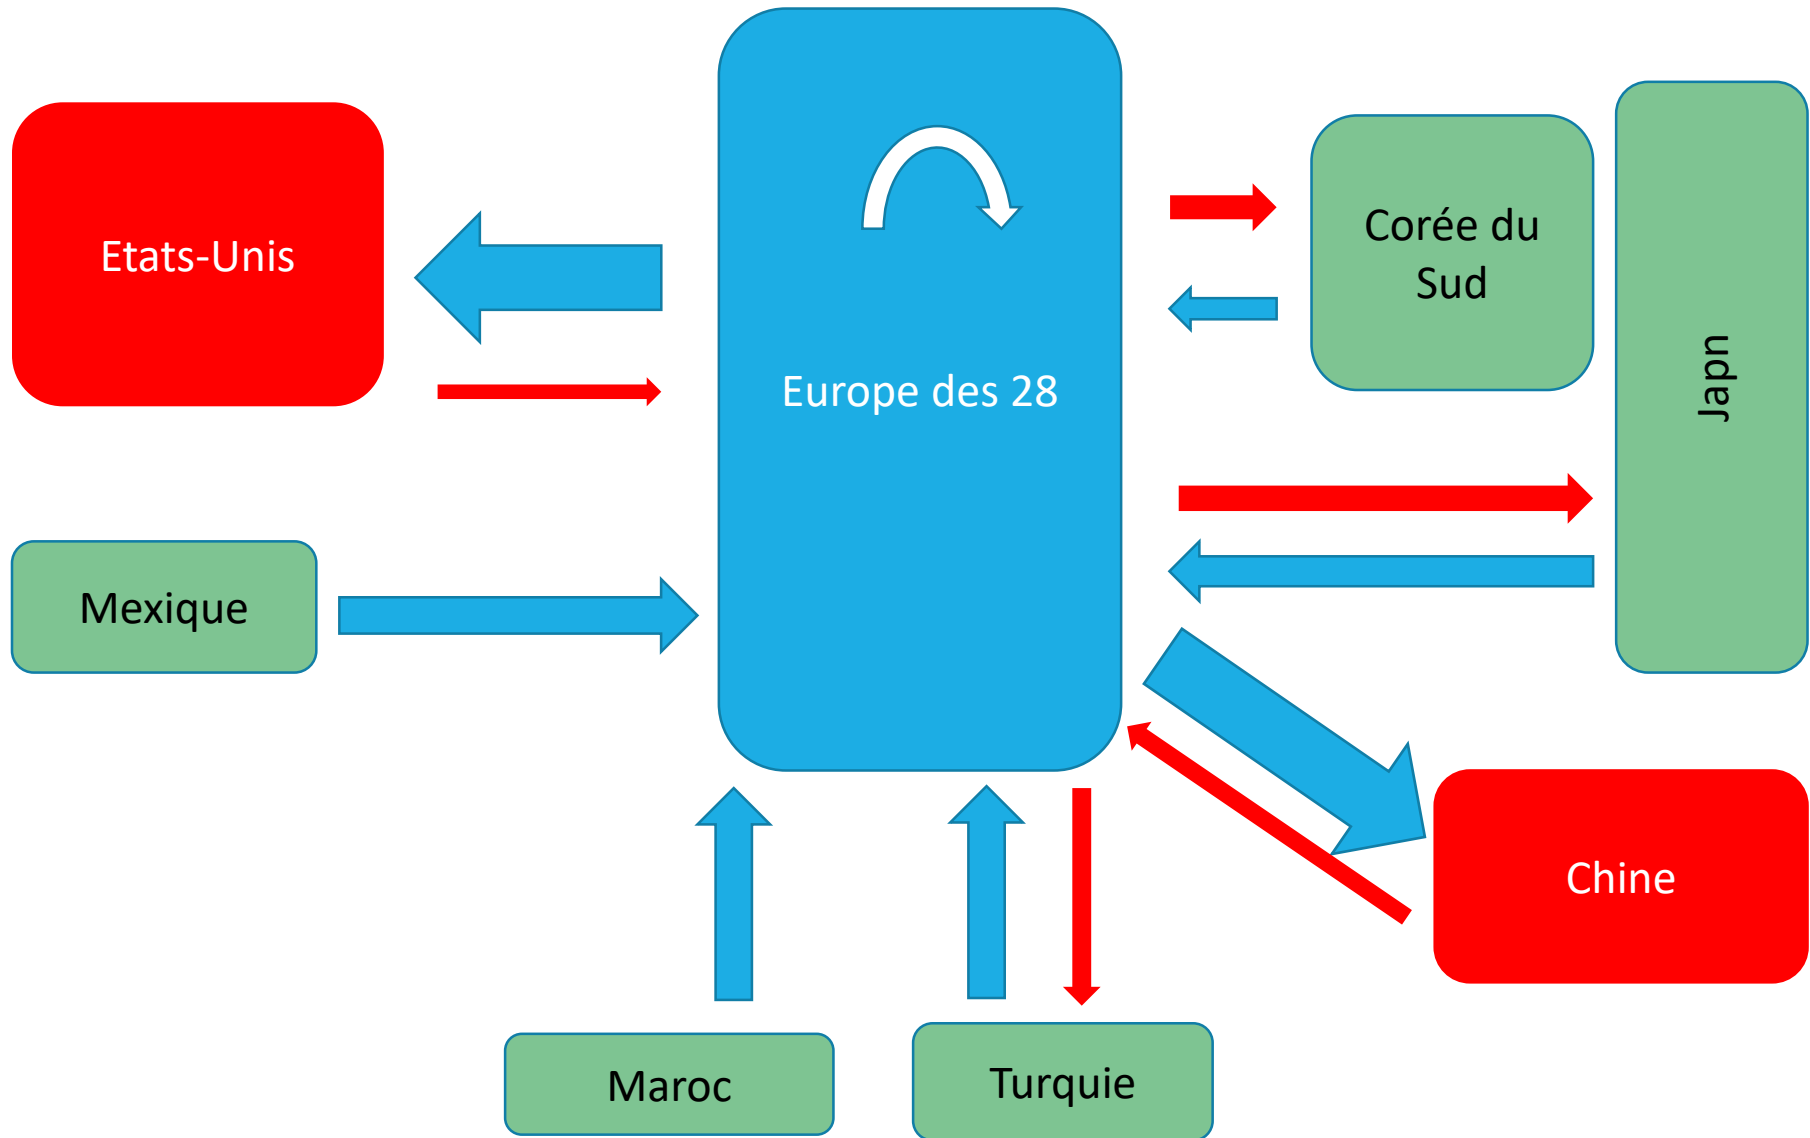 Etats-Unis
Europe des 28
Corée du
Sud
Japn
Mexique
Chine
Maroc
Turquie